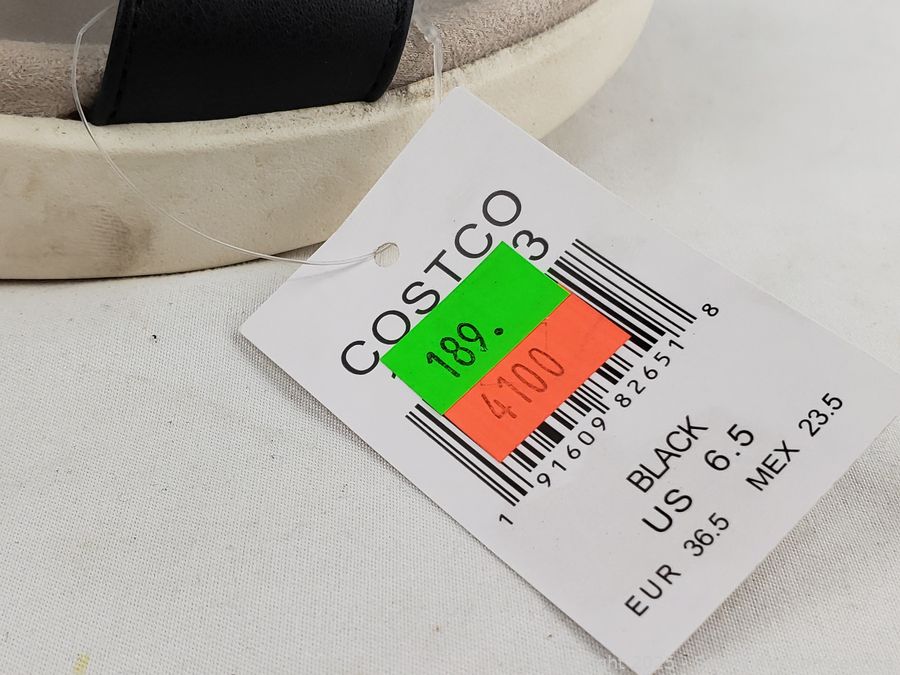 COSTCO
3
189.
4100
1 91609 82651 8
BLACK
US 6.5
EUR 36.5 MEX 23.5